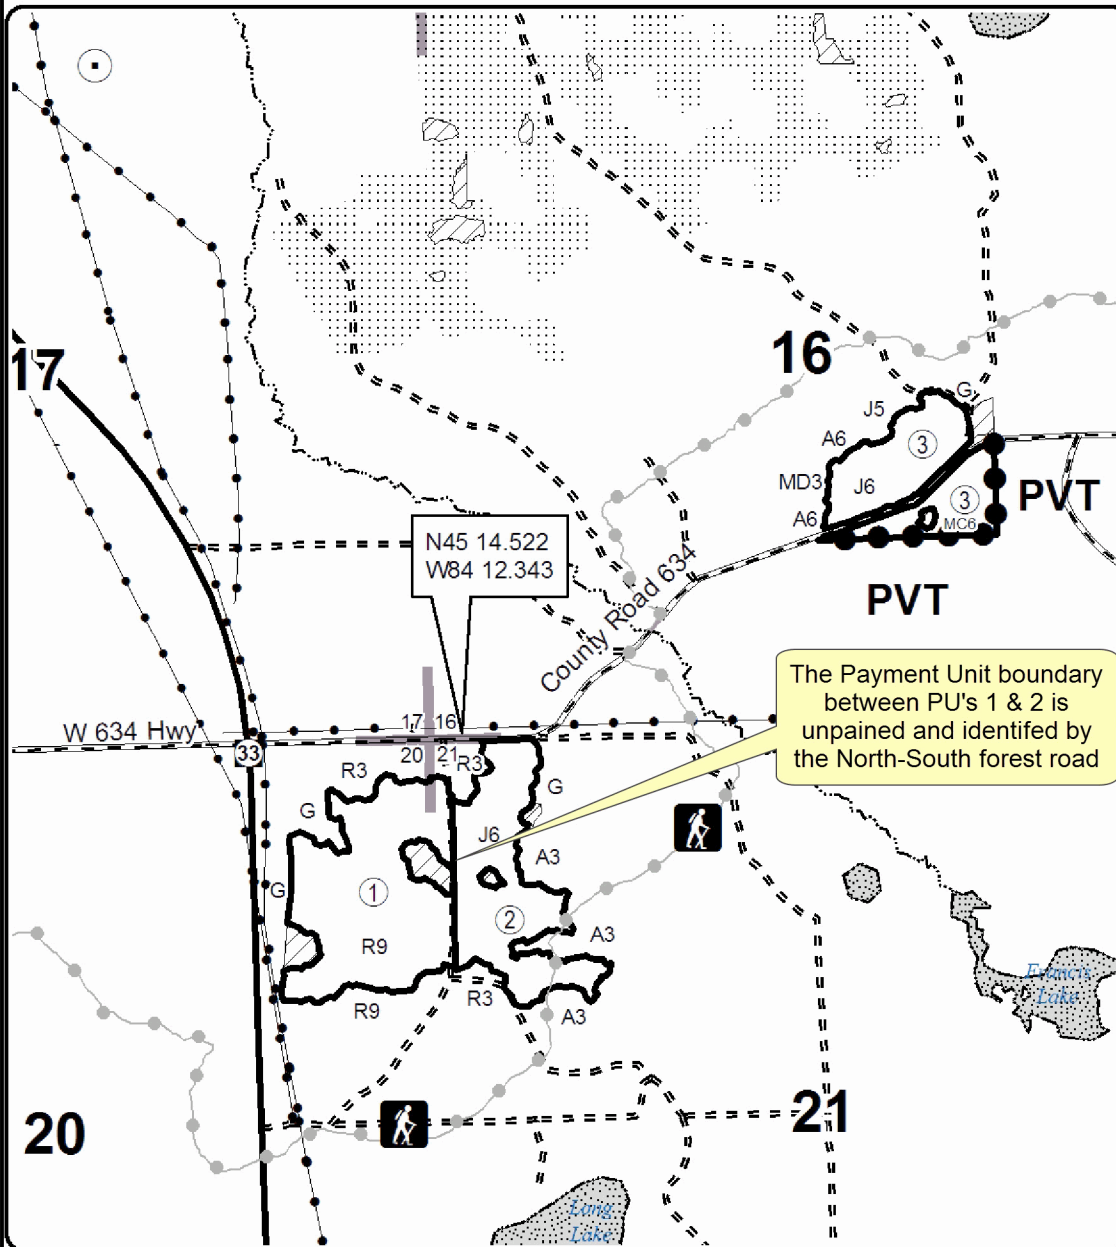 17
16
G
J5
A6
3
MD3
J6
3
PVT
A6
MC6
N45 14.522
W84 12.343
PVT
County Road 634
The Payment Unit boundary
between PU's 1 & 2 is
unpained and identifed by
the North-South forest road
W 634 Hwy
17 16
33
20 21
R3
R3
G
G
J6
A3
G
1
2
R9
A3
Francis
Lake
R9
R3
A3
20
21
Long
Lake